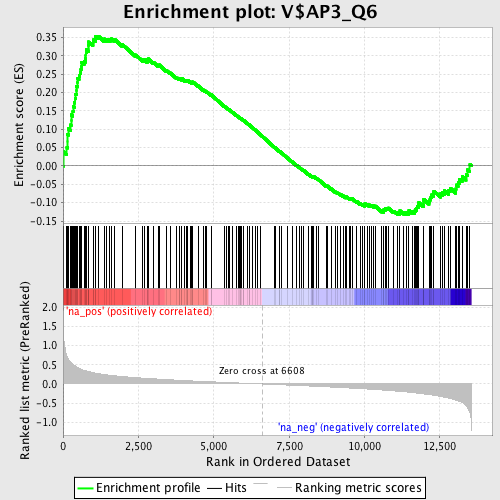 Enrichment plot: V$AP3_Q6
Enrichment score (ES)
0.35
0.30
0.25
0.20
0.15
0.10
0.05
0.00
-0.05
-0.10
-0.15
'na_pos' (positively correlated)
Ranked list metric (PreRanked)
2.0
1.5
1.0
0.5
0.0
-0.5
-1.0
Zero cross at 6608
'na_neg' (negatively correlated)
0
2,500
5,000
7,500
10,000
12,500
Rank in Ordered Dataset
Enrichment profile
Hits
Ranking metric scores